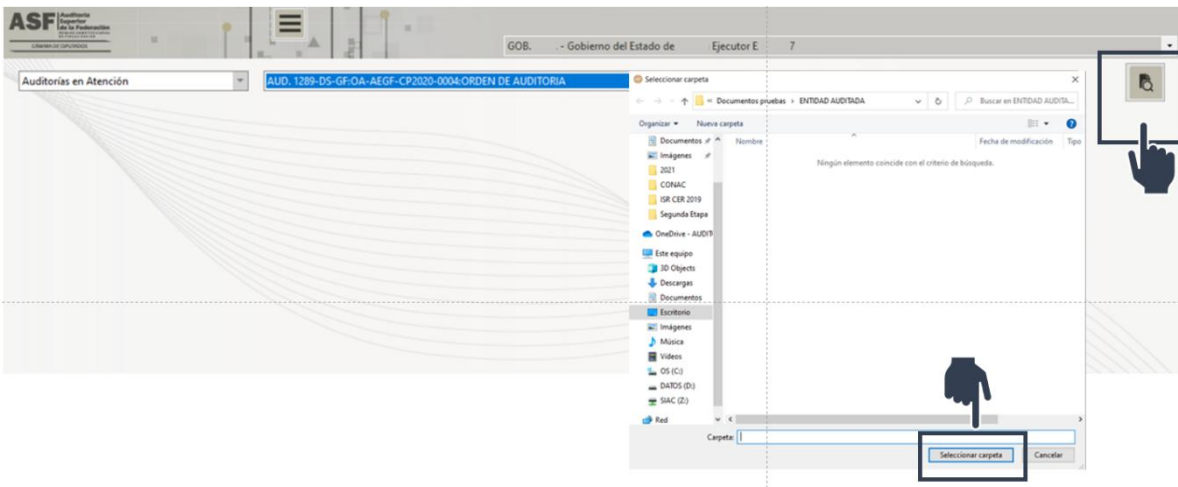 ASF Auditoría
Superior
de la Federación
CÁMARA DE DIPUTADOS
GOB. . - Gobierno del Estado de Ejecutor E 7
Auditorías en Atención
AUD. 1289-DS-GF:OA-AEGF-CP2020-0004:ORDEN DE AUDITORIA
Seleccionar carpeta
« Documentos pruebas › ENTIDAD AUDITADA
Buscar en ENTIDAD AUDITA...
Organizar
Nueva carpeta
Nombre
Fecha de modificación
Tipo
Ningún elemento coincide con el criterio de búsqueda.
Documentos
Imágenes
2021
CONAC
ISR CER 2019
Segunda Etapa
OneDrive - AUDIT
Este equipo
3D Objects
Descargas
Documentos
Escritorio
Imágenes
Música
Vídeos
OS (C:)
DATOS (D:)
SIAC (Z:)
Red
Carpeta:
Seleccionar carpeta
Cancelar